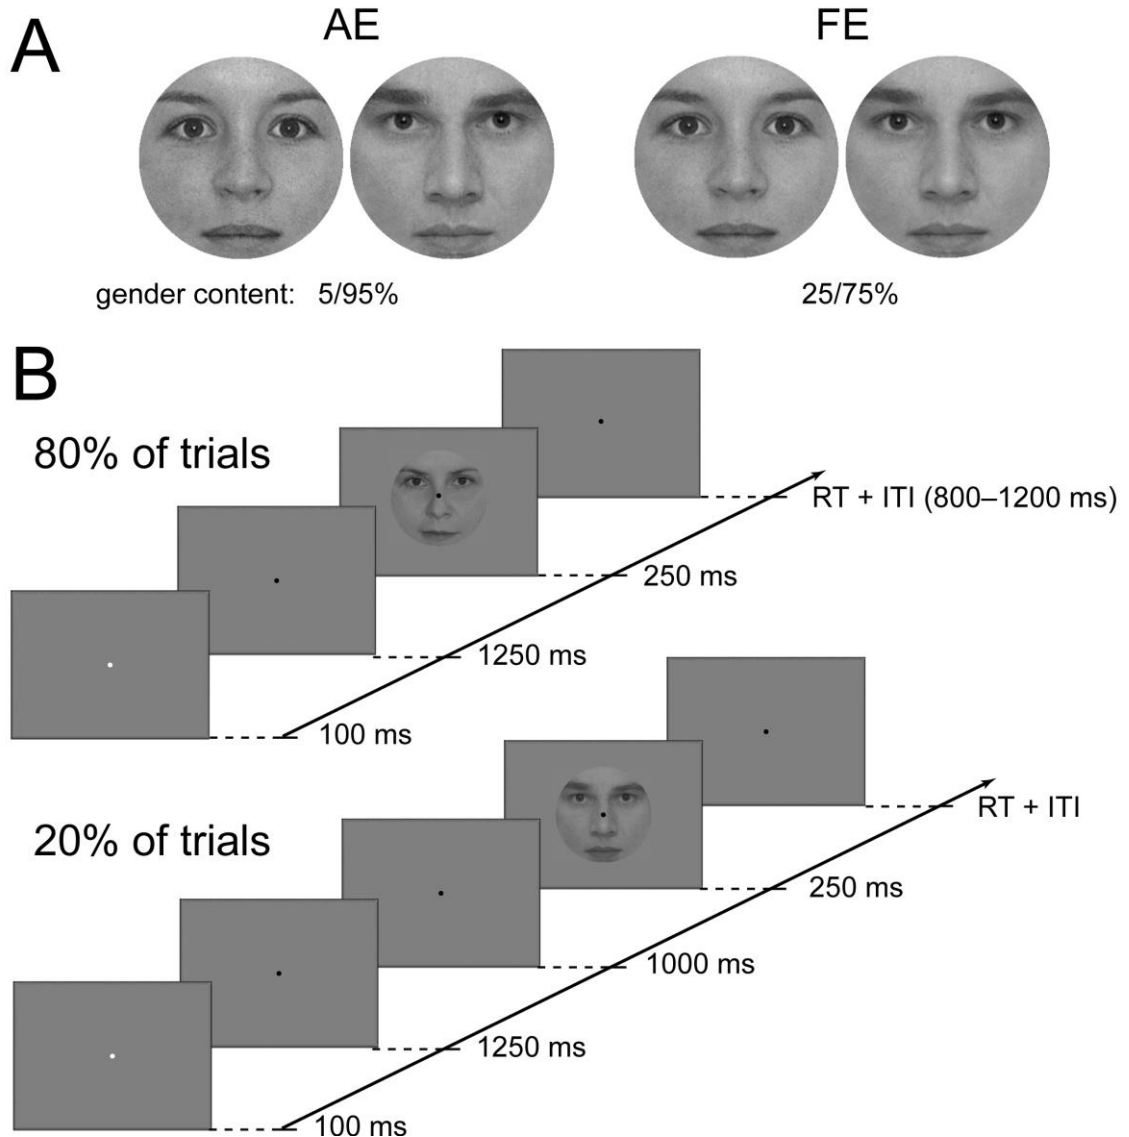 A
AE
FE
gender content: 5/95%
25/75%
B
80% of trials
RT + ITI (800–1200 ms)
250 ms
1250 ms
100 ms
20% of trials
RT + ITI
250 ms
1000 ms
1250 ms
100 ms